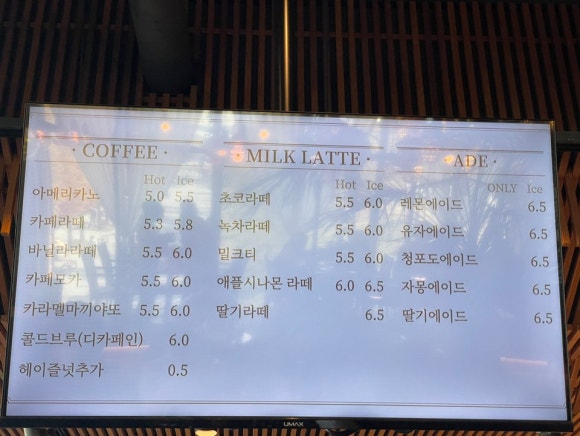 · COFFEE ·
Hot Ice
아메리카노 5.0 5.5
카페라떼 5.3 5.8
바닐라라떼 5.5 6.0
카페모카 5.5 6.0
카라멜마끼야또 5.5 6.0
콜드브루(디카페인) 6.0
헤이즐넛추가 0.5
· MILK LATTE ·
Hot Ice
초코라떼 5.5 6.0
녹차라떼 5.5 6.0
밀크티 5.5 6.0
애플시나몬 라떼 6.0 6.5
딸기라떼 6.5
· ADE ·
ONLY Ice
레몬에이드 6.5
유자에이드 6.5
청포도에이드 6.5
자몽에이드 6.5
딸기에이드 6.5
UMAX